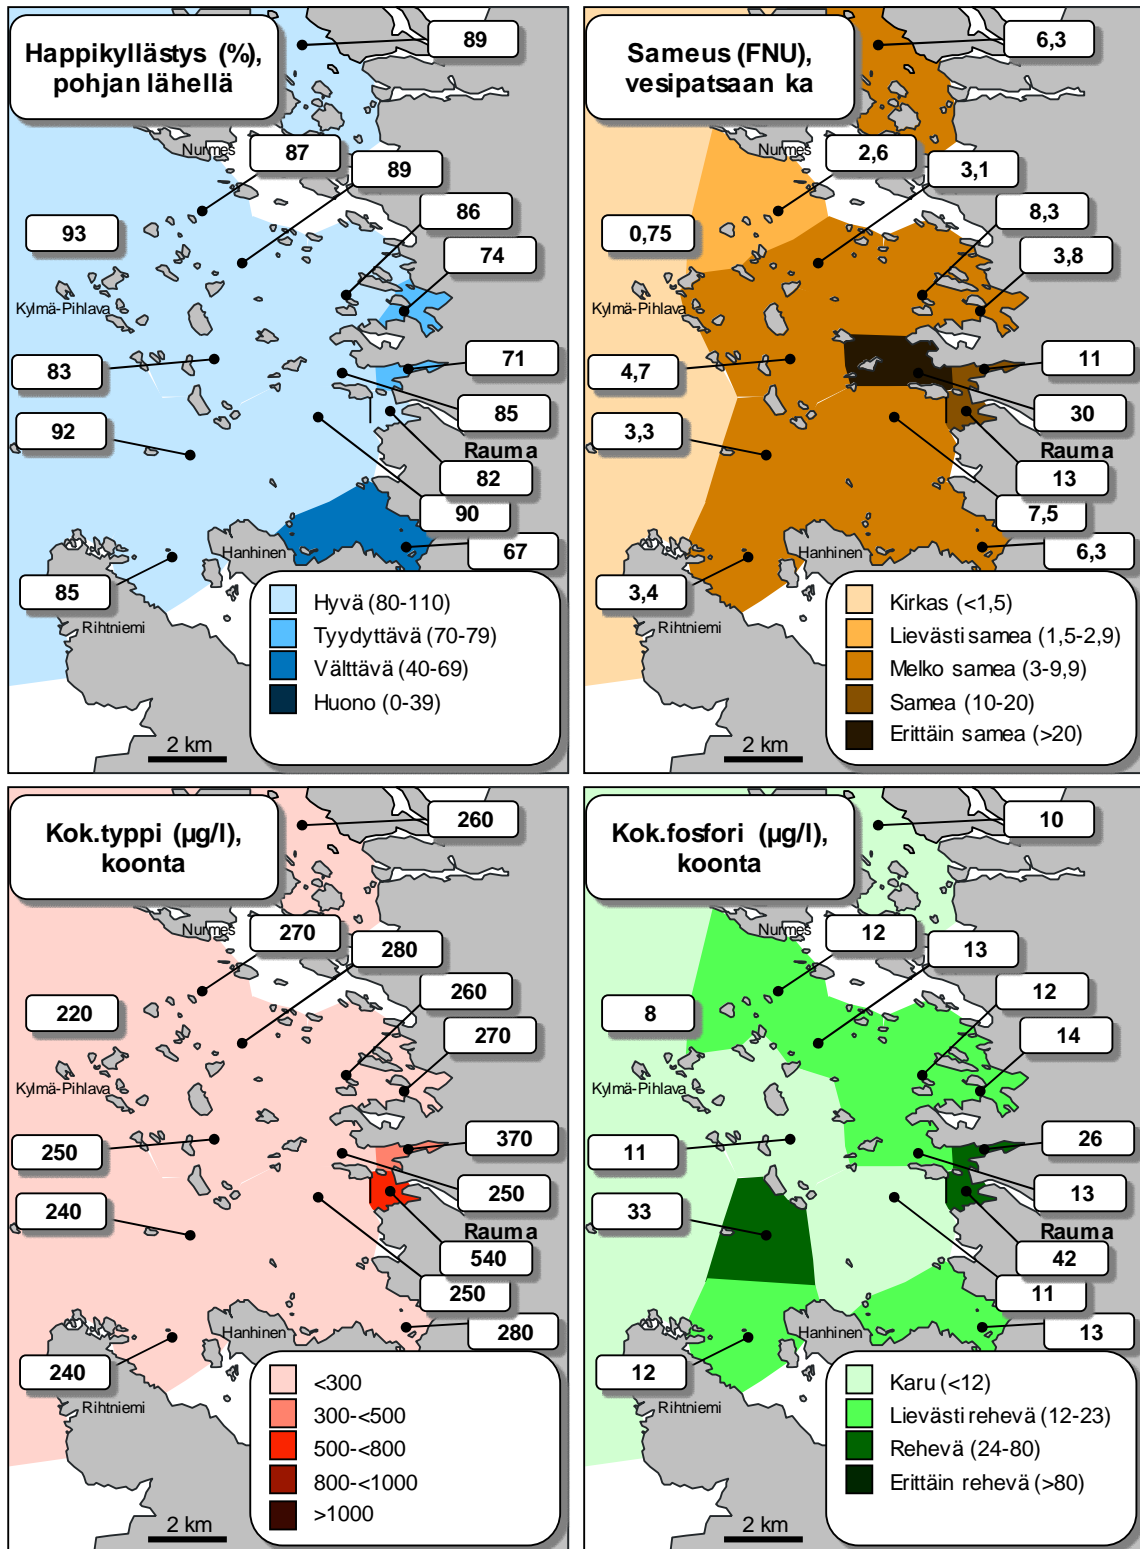 Happikyllästys (%),
pohjan lähellä
89
87
Nurmes
89
86
93
74
Kylmä-Pihlava
83
71
85
92
Rauma
82
90
Hanhinen
67
85
Rihtniemi
Hyvä (80-110)
Tyydyttävä (70-79)
Välttävä (40-69)
Huono (0-39)
2 km
Sameus (FNU),
vesipatsaan ka
6,3
2,6
Nurmes
3,1
8,3
0,75
3,8
Kylmä-Pihlava
4,7
11
30
3,3
Rauma
13
7,5
Hanhinen
6,3
3,4
Rihtniemi
Kirkas (<1,5)
Lievästi samea (1,5-2,9)
Melko samea (3-9,9)
Samea (10-20)
Erittäin samea (>20)
2 km
Kok.typpi (µg/l),
koonta
260
270
Nurmes
280
260
220
270
Kylmä-Pihlava
250
370
250
240
Rauma
540
250
Hanhinen
280
240
Rihtniemi
<300
300-<500
500-<800
800-<1000
>1000
2 km
Kok.fosfori (µg/l),
koonta
10
12
Nurmes
13
12
8
14
Kylmä-Pihlava
11
26
13
33
Rauma
42
11
Hanhinen
13
12
Rihtniemi
Karu (<12)
Lievästi rehevä (12-23)
Rehevä (24-80)
Erittäin rehevä (>80)
2 km